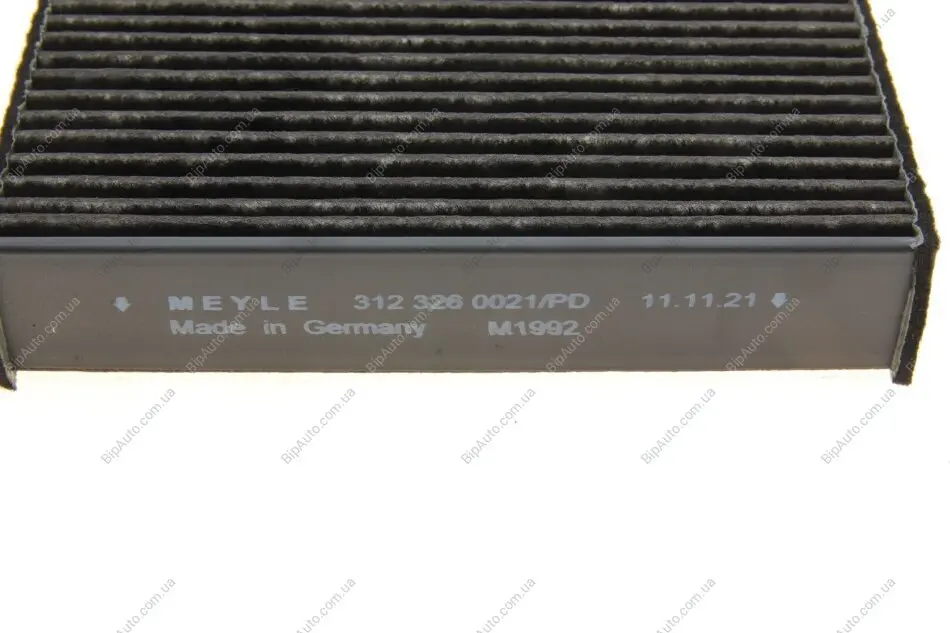 MEYLE 312 326 0021/PD 11.11.21
Made in Germany M1992
BipAuto.com.ua